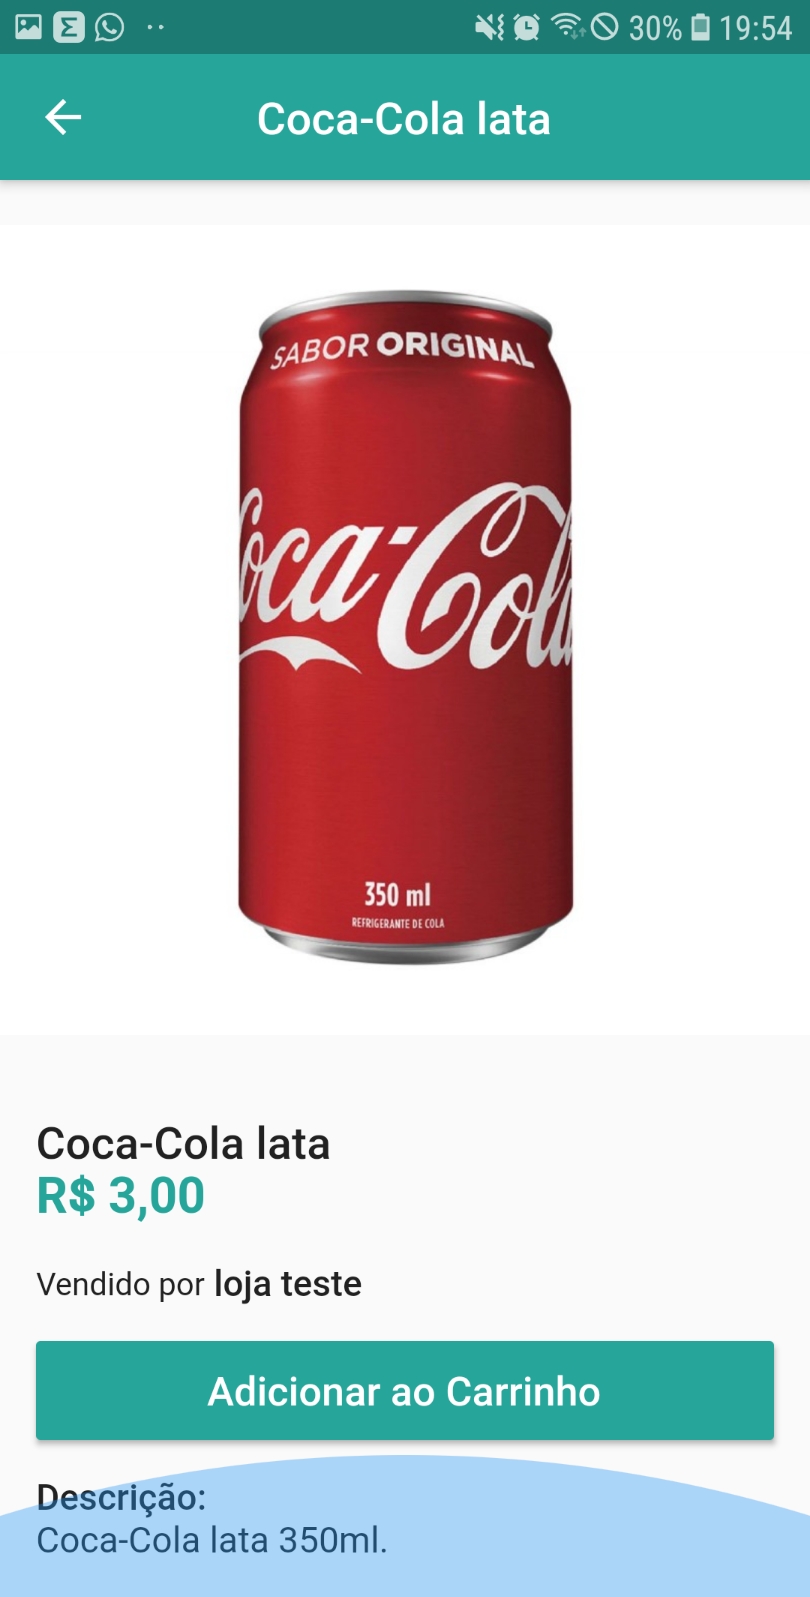 30% 19:54
Coca-Cola lata
SABOR ORIGINAL
Coca-Cola
350 ml
REFRIGERANTE DE COLA
Coca-Cola lata
R$ 3,00
Vendido por loja teste
Adicionar ao Carrinho
Descrição:
Coca-Cola lata 350ml.